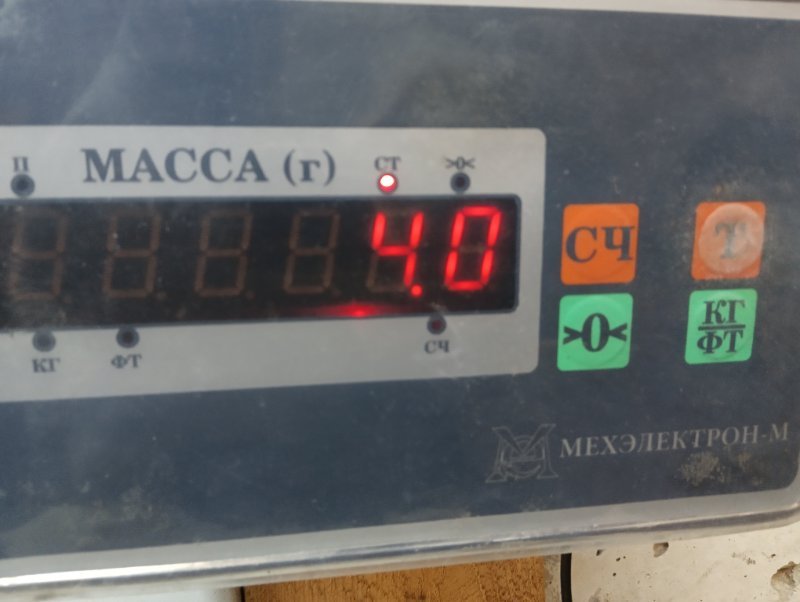 П МАССА (г) СТ >0<
4.0
КГ ФТ СЧ
СЧ Т
>0< КГ/ФТ
МЕХЭЛЕКТРОН-М